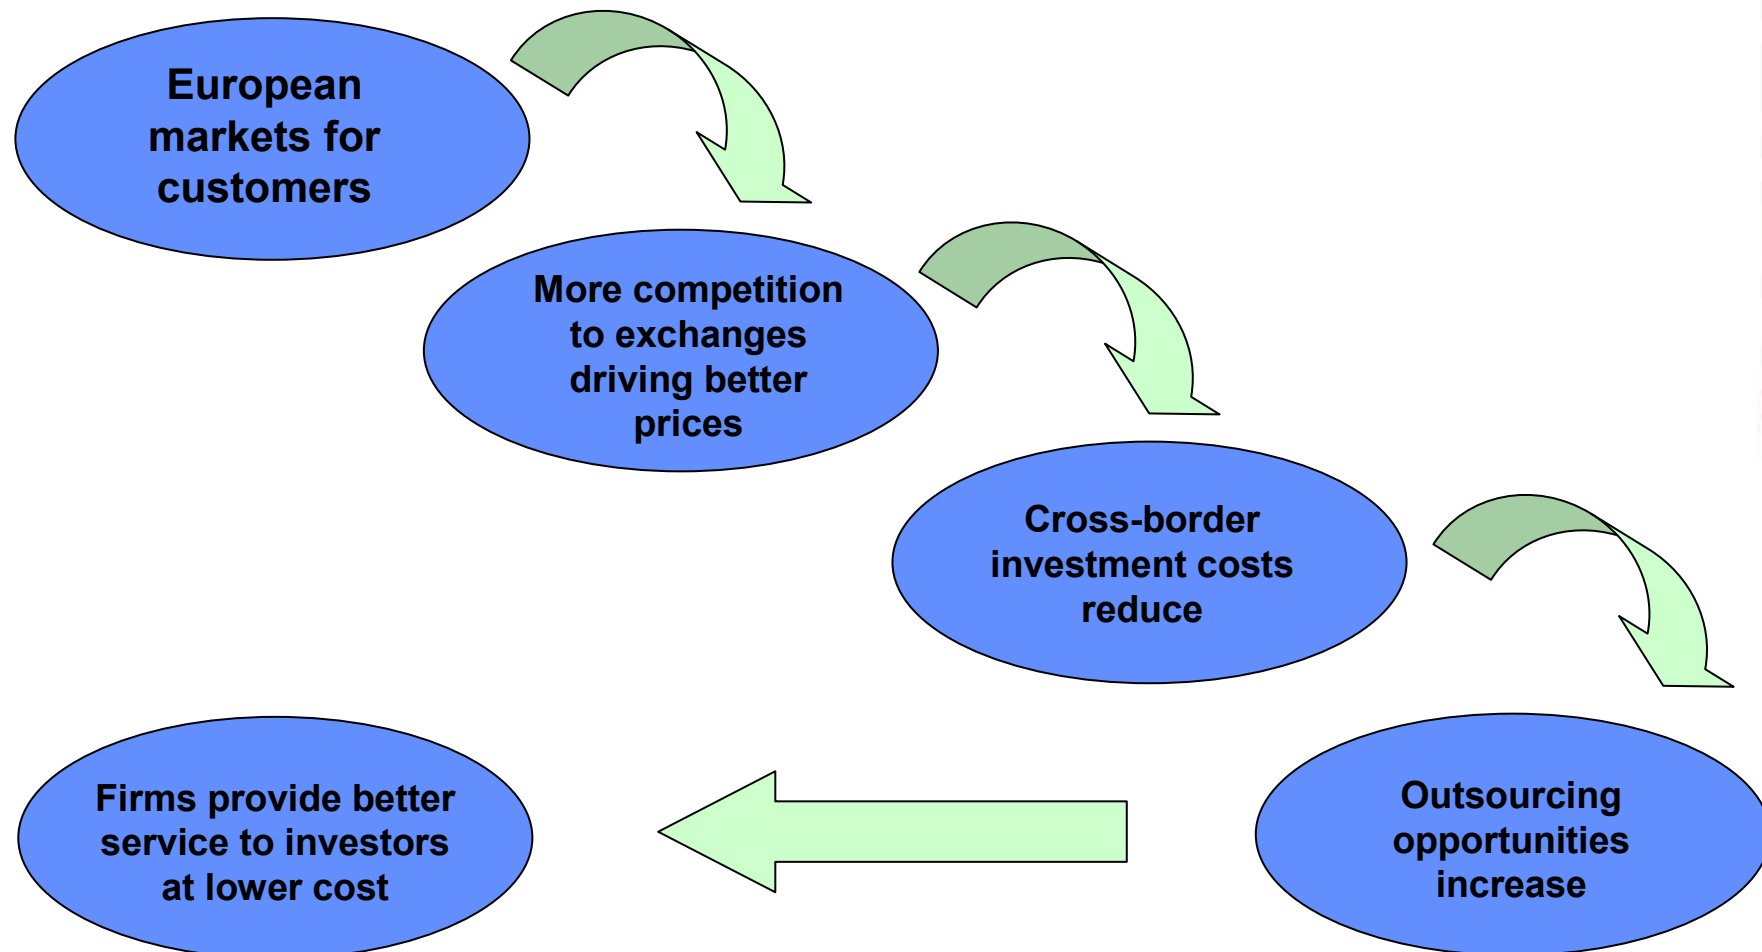 European
markets for
customers
More competition
to exchanges
driving better
prices
Cross-border
investment costs
reduce
Outsourcing
opportunities
increase
Firms provide better
service to investors
at lower cost